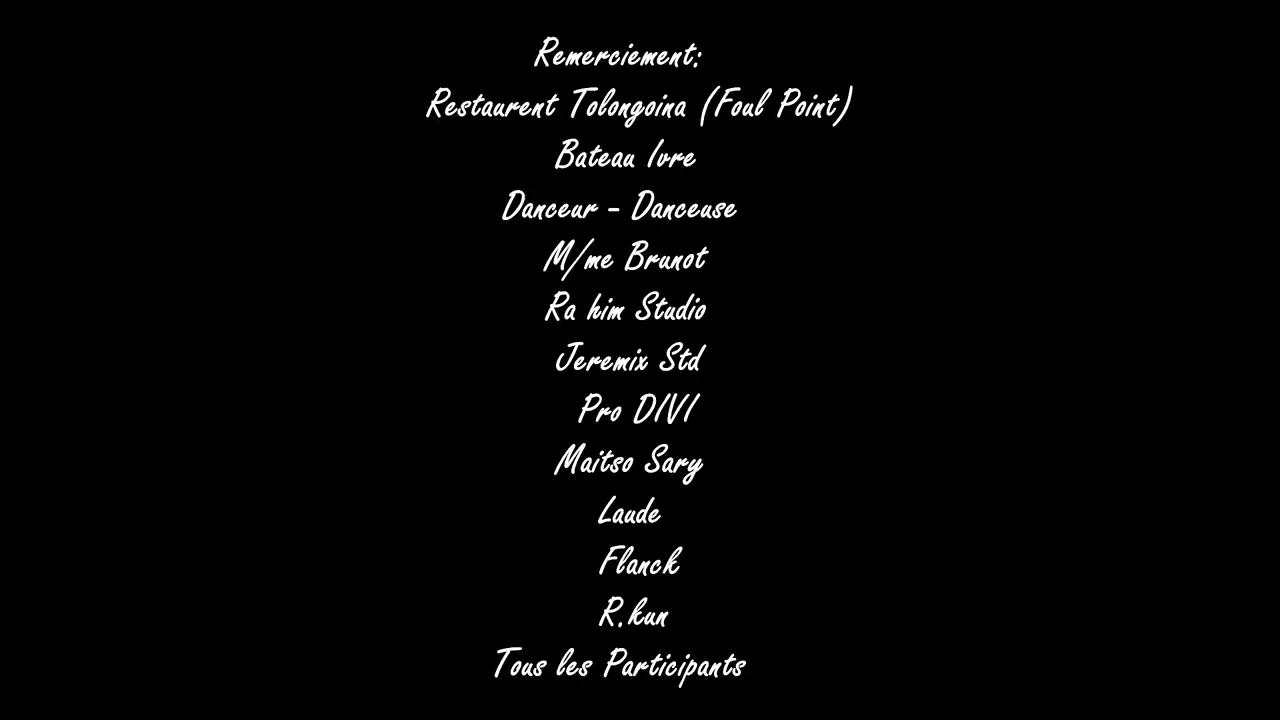 Remerciement:
Restaurent Tolongoina (Foul Point)
Bateau Ivre
Danceur - Danceuse
M/me Brunot
Ra him Studio
Jeremix Std
Pro DIVI
Maitso Sary
Laude
Flanck
R.kun
Tous les Participants